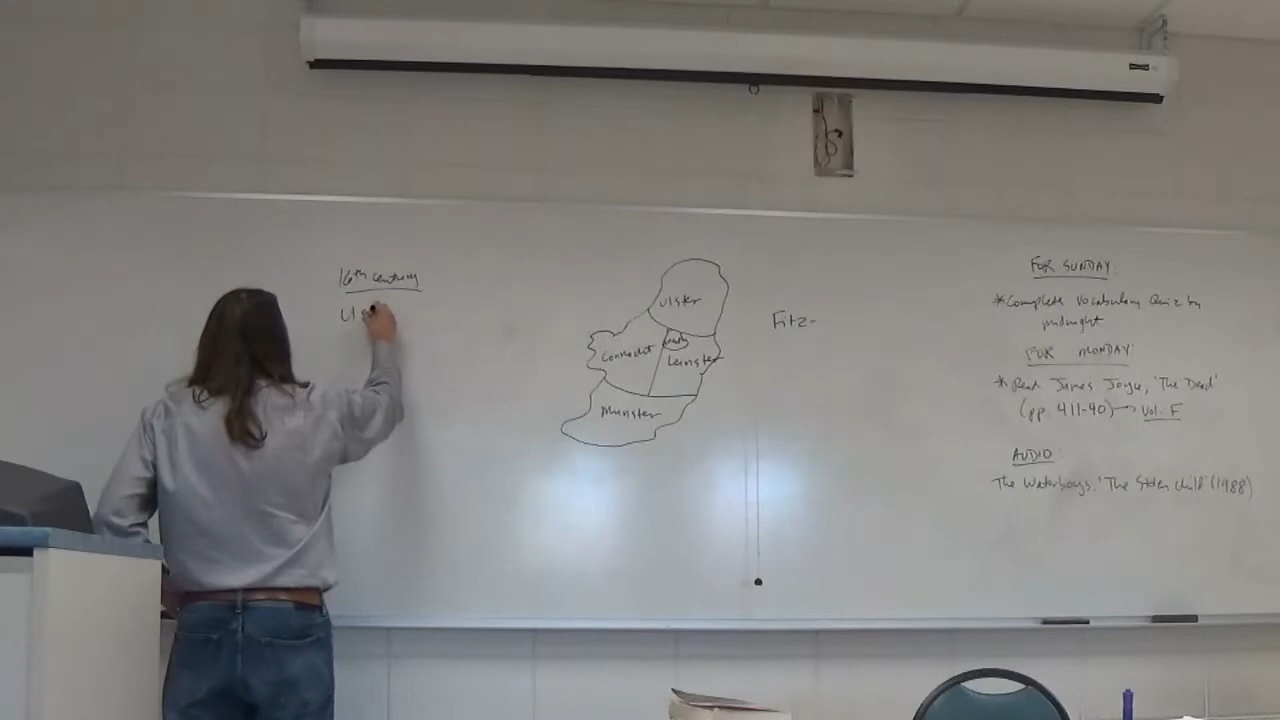 16th century
Ulster
Connacht
Leinster
Munster
Fitz-
FOR SUNDAY:
*Complete Vocabulary Quiz by
midnight
FOR MONDAY:
*Read James Joyce, 'The Dead'
(pp. 411-40) → Vol. F
AUDIO:
The Waterboys, 'The Stolen Child' (1988)